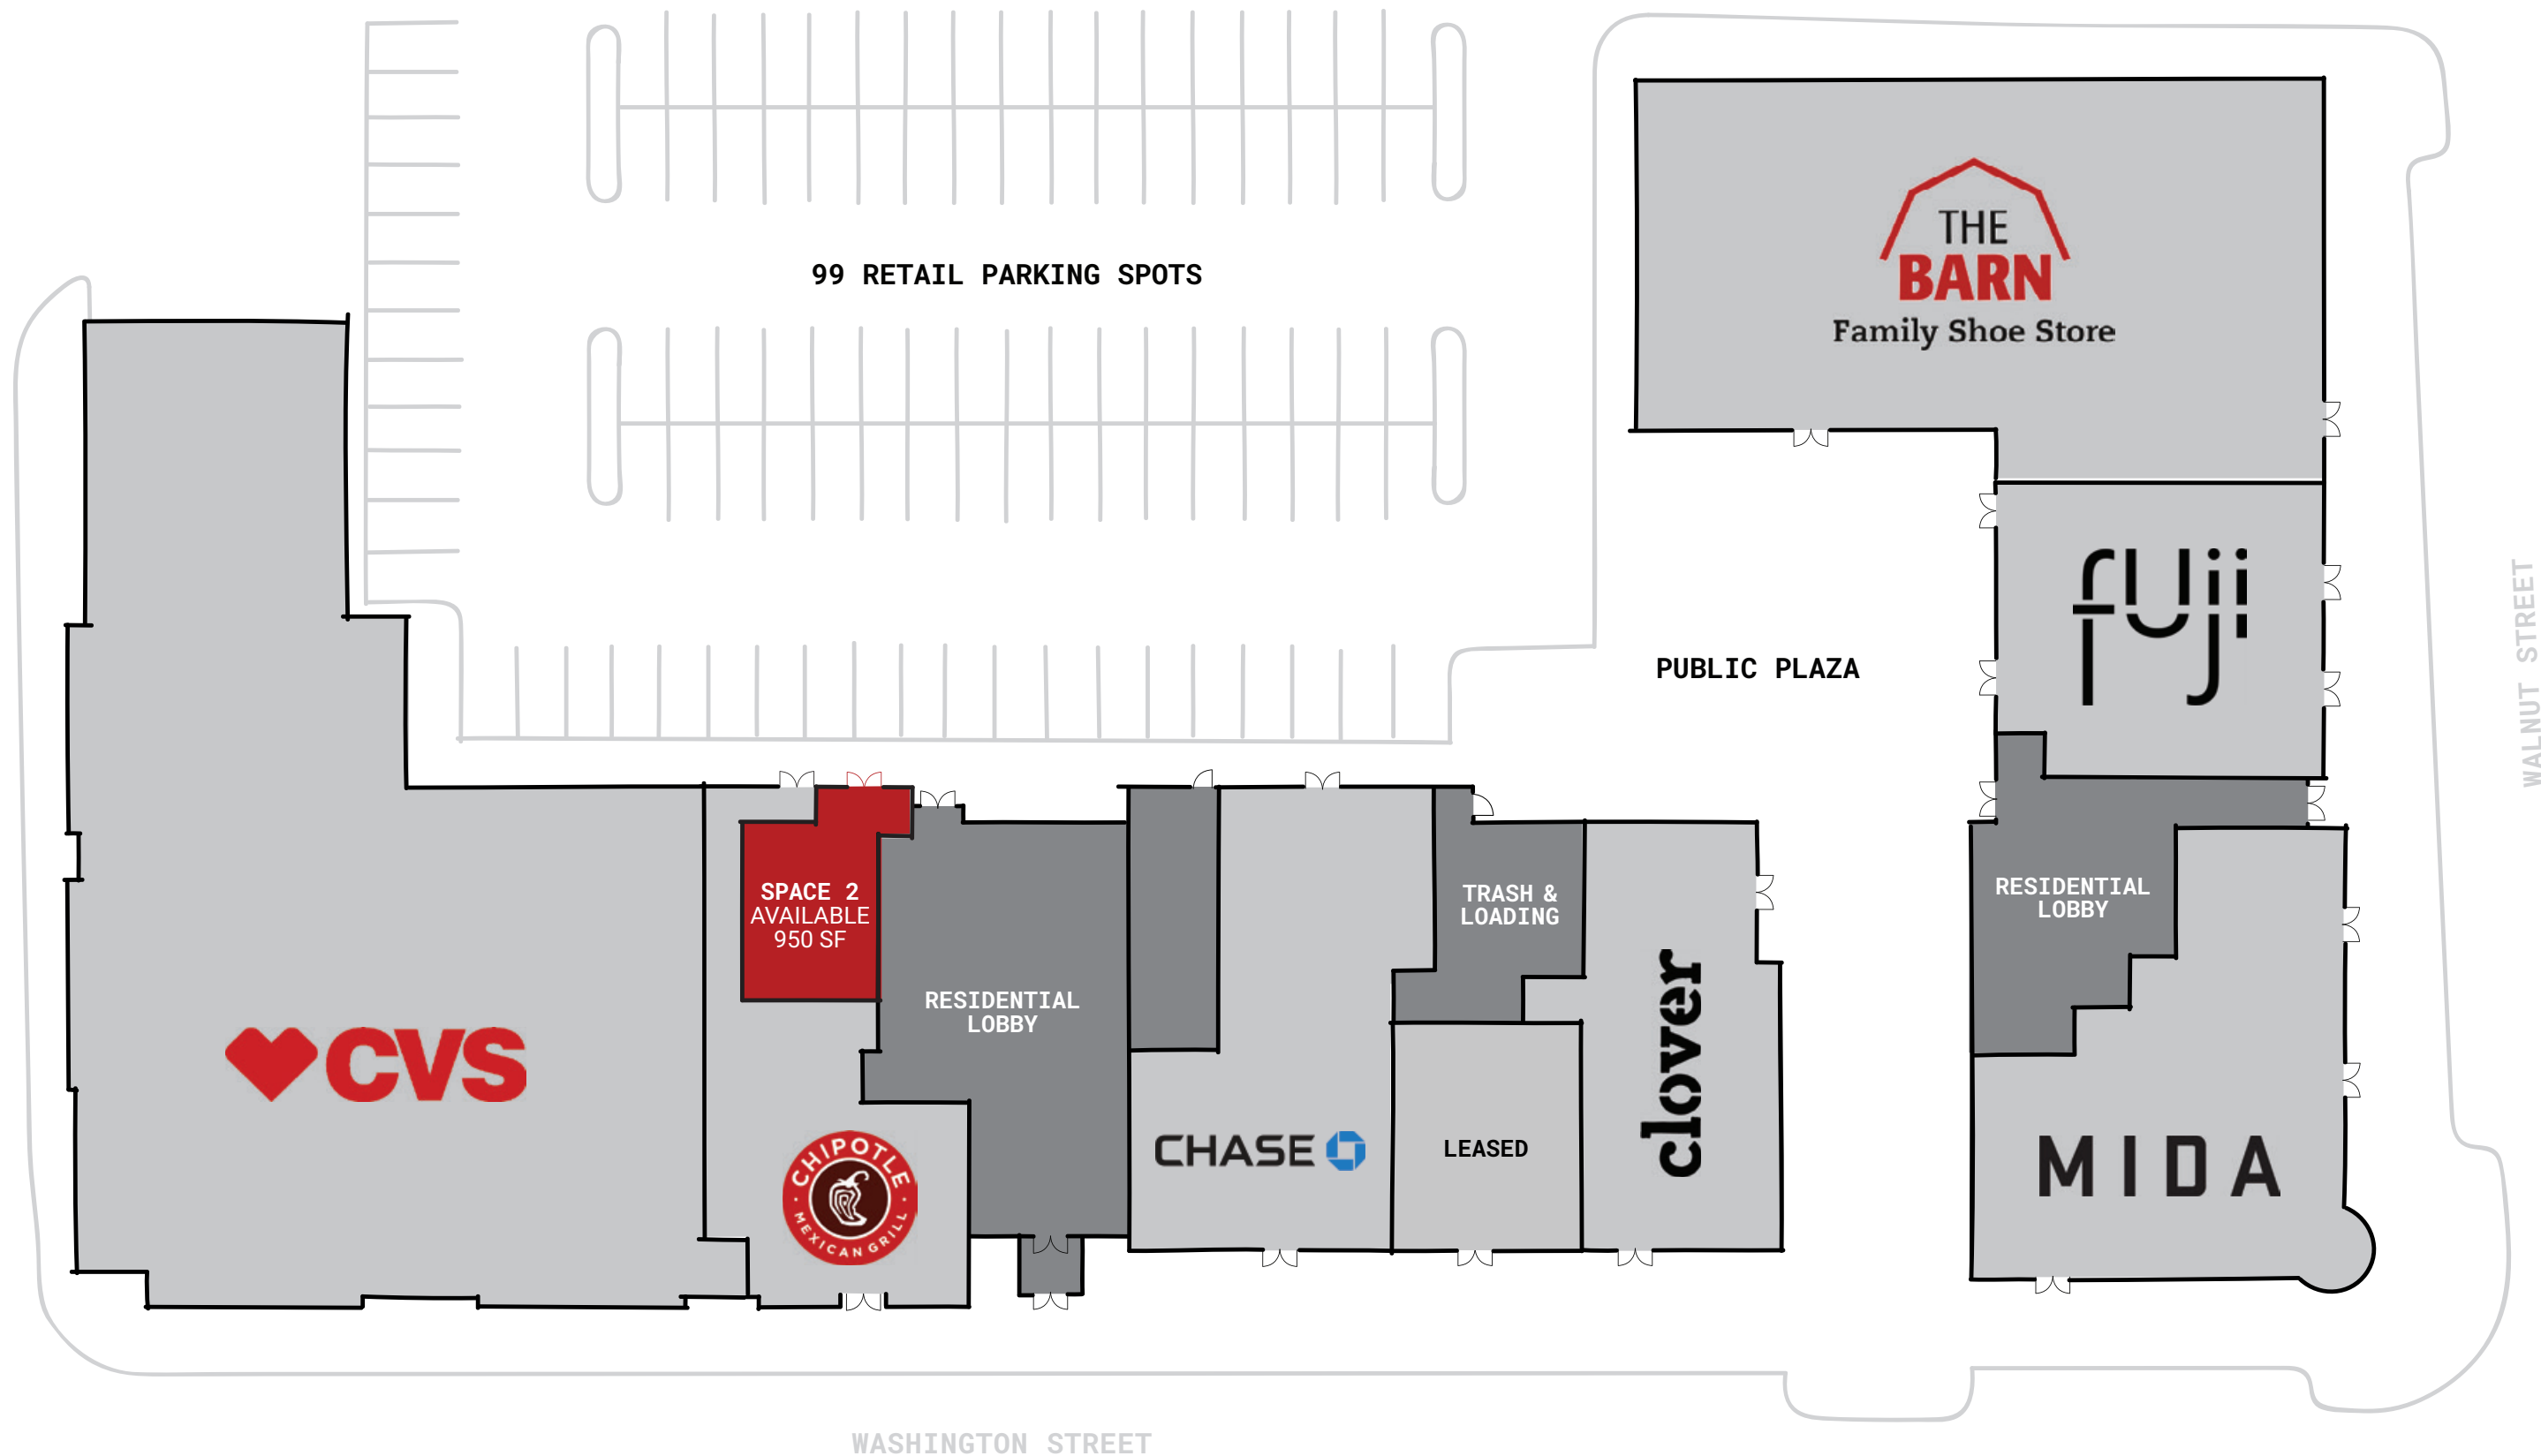 99 RETAIL PARKING SPOTS
THE
BARN
Family Shoe Store
fuji
WALNUT STREET
PUBLIC PLAZA
SPACE 2
AVAILABLE
950 SF
RESIDENTIAL
LOBBY
TRASH &
LOADING
RESIDENTIAL
LOBBY
CVS
CHIPOTLE
MEXICAN GRILL
CHASE
LEASED
clover
MIDA
WASHINGTON STREET